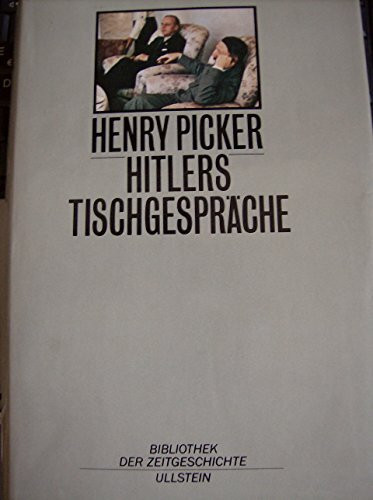 HENRY PICKER
HITLERS
TISCHGESPRÄCHE
BIBLIOTHEK
DER ZEITGESCHICHTE
ULLSTEIN